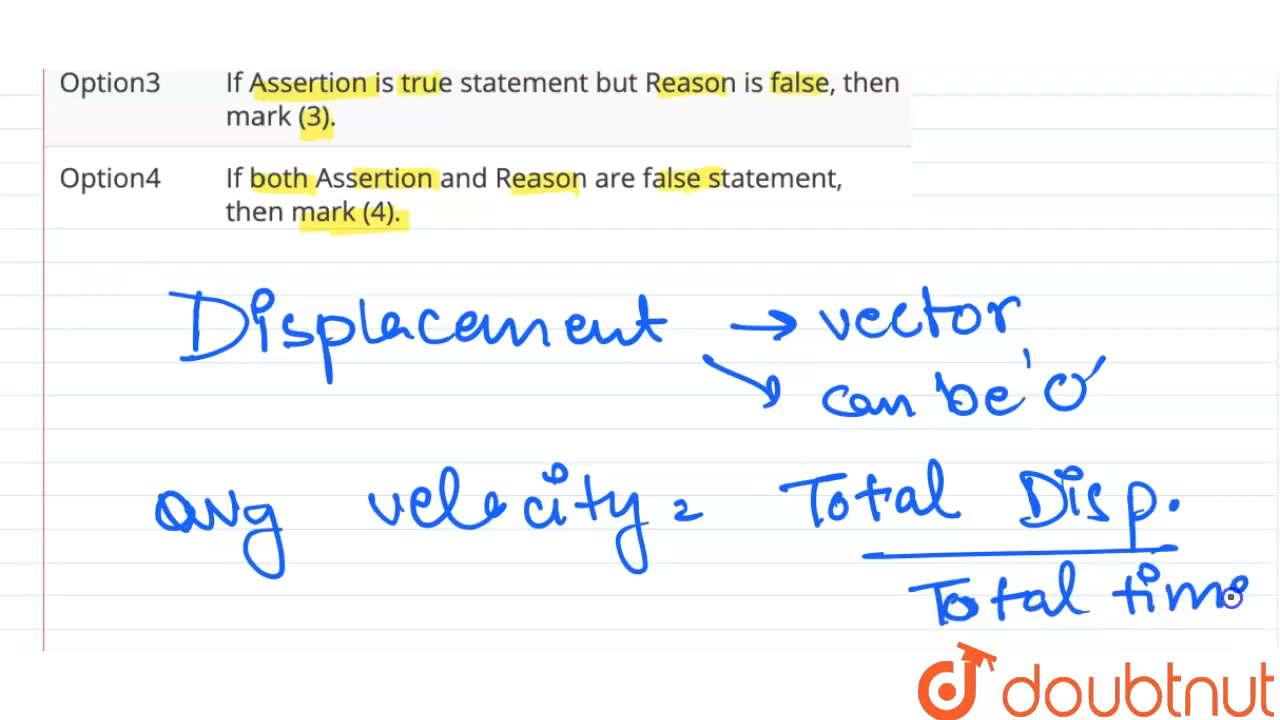 Option3 If Assertion is true statement but Reason is false, then
mark (3).
Option4 If both Assertion and Reason are false statement,
then mark (4).
Displacement → vector
can be '0'
avg velocity = Total Disp.
Total time
doubtnut